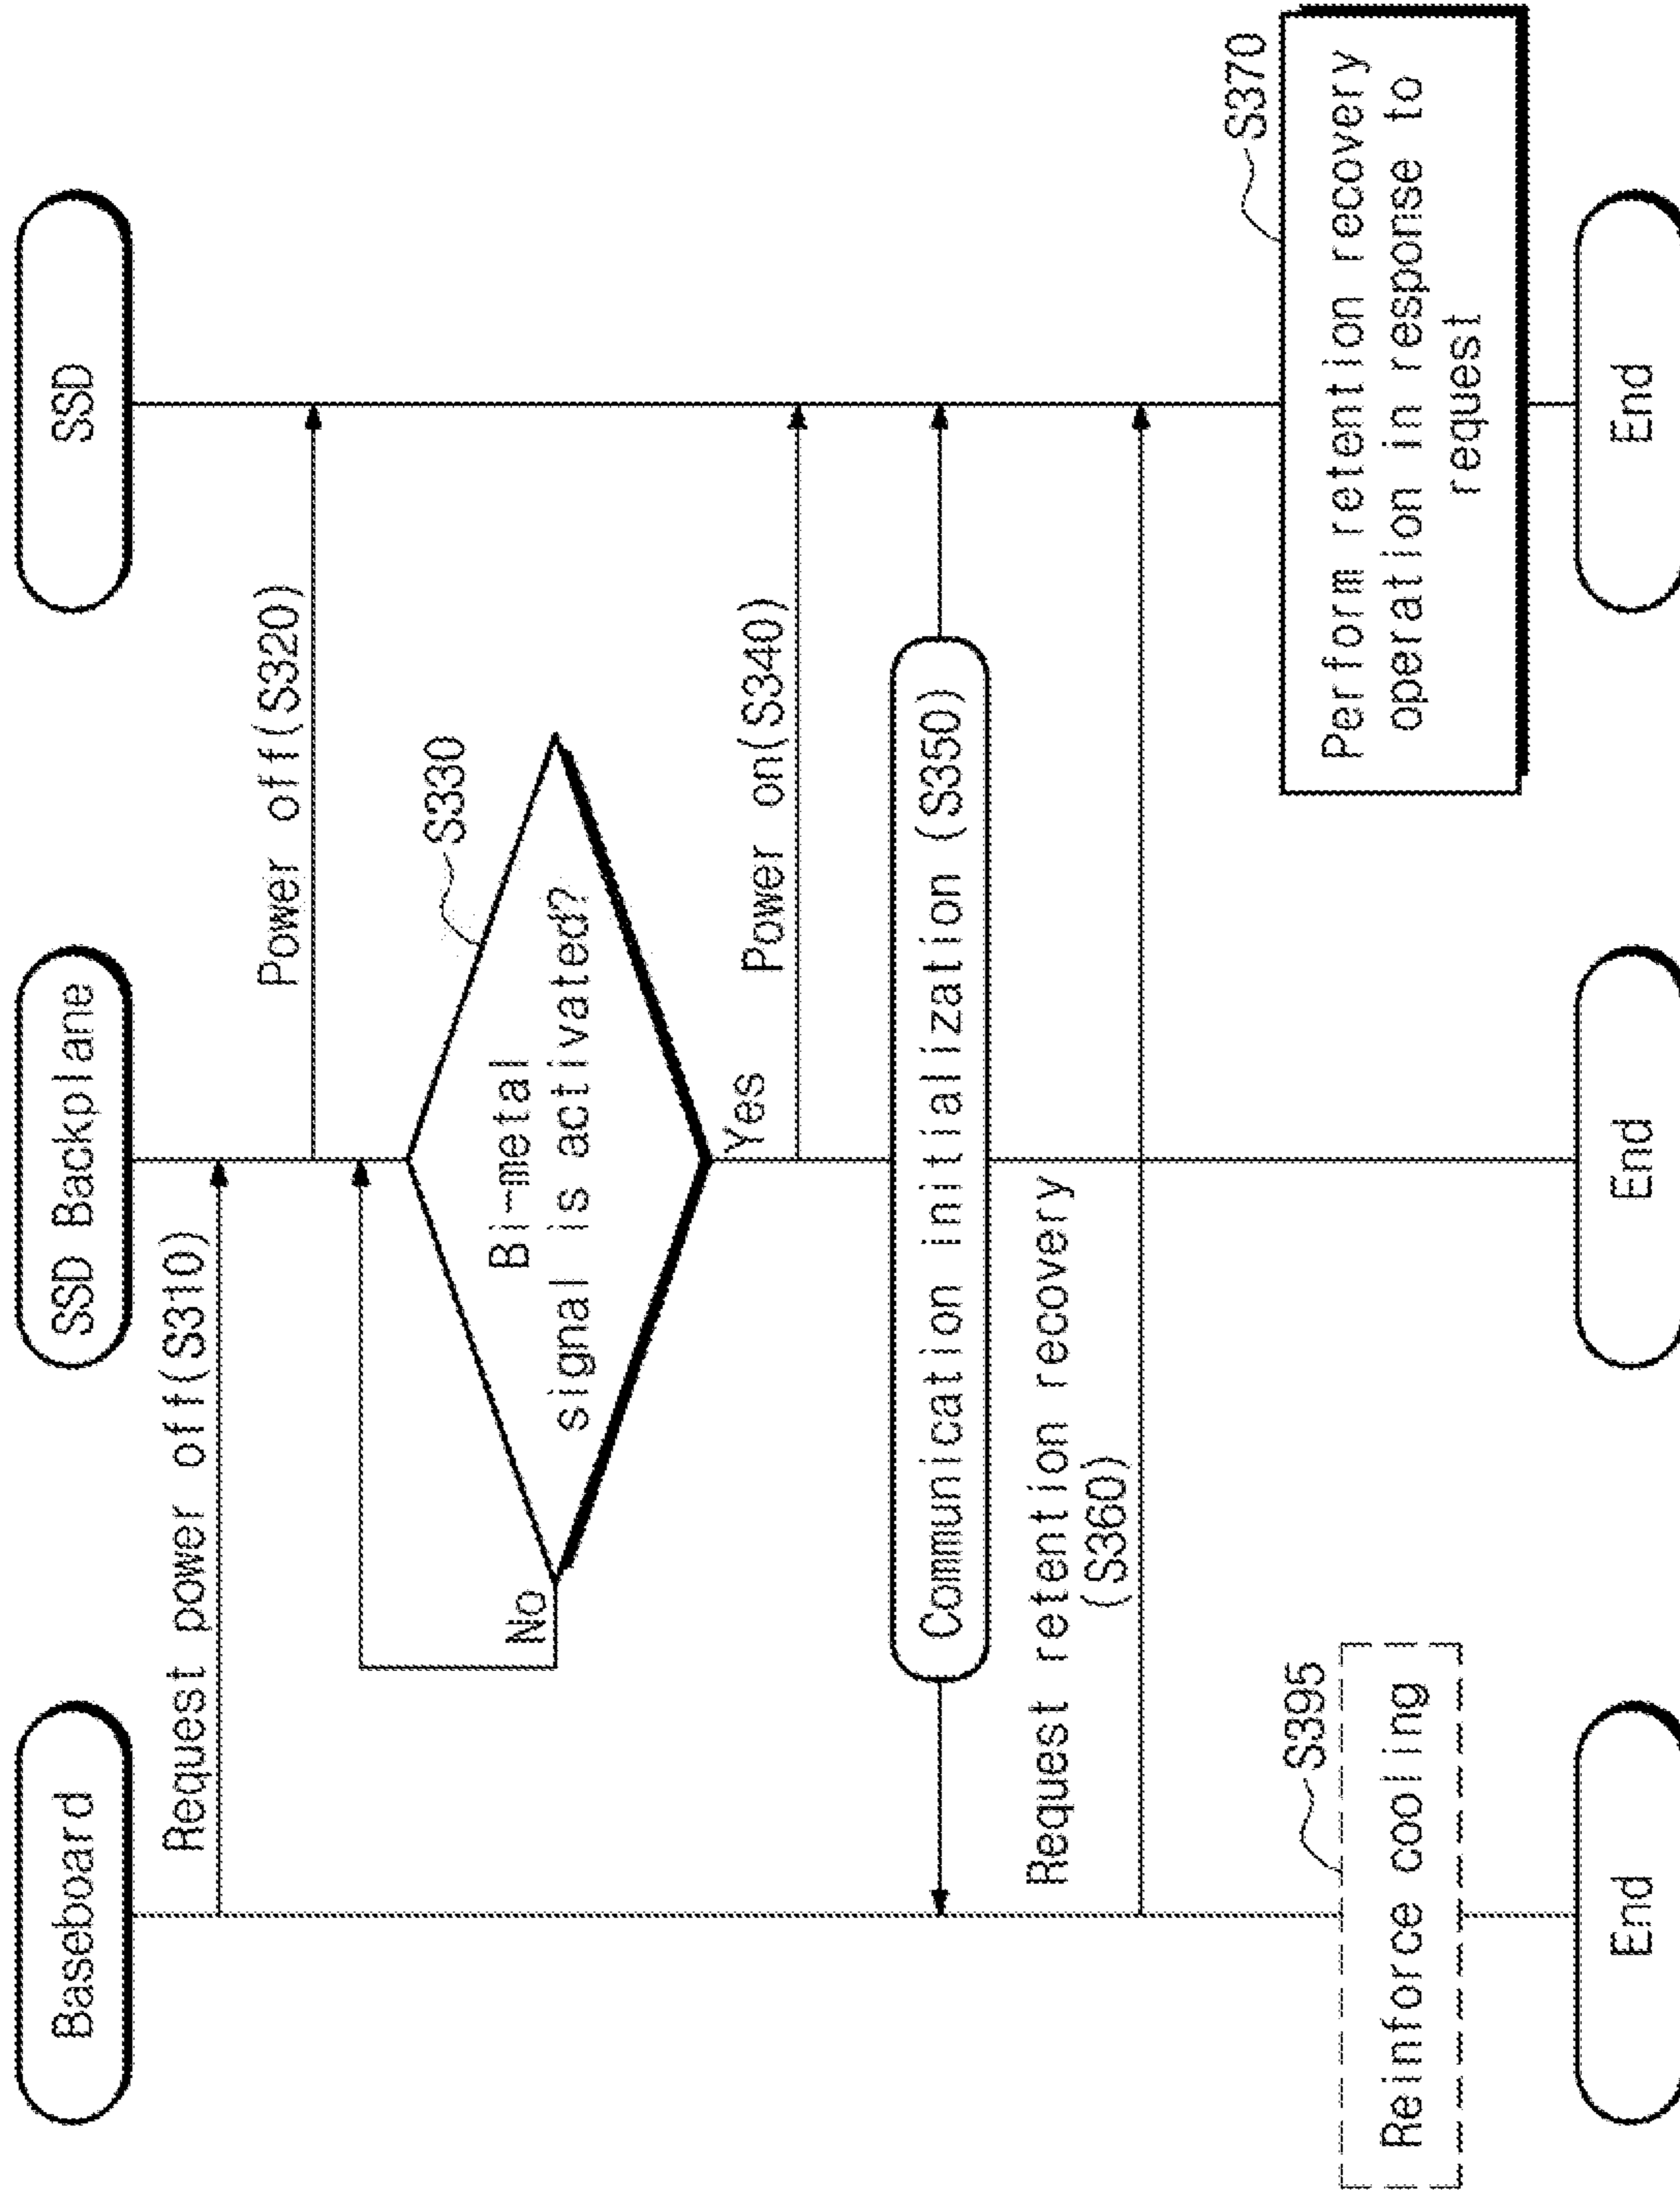 Baseboard
SSD Backplane
SSD
Request power off(S310)
Power off(S320)
S330
Bi-metal
signal is activated?
No
Yes
Power on(S340)
Communication initialization (S350)
Request retention recovery
(S360)
S370
Perform retention recovery
operation in response to
request
S395
Reinforce cooling
End
End
End